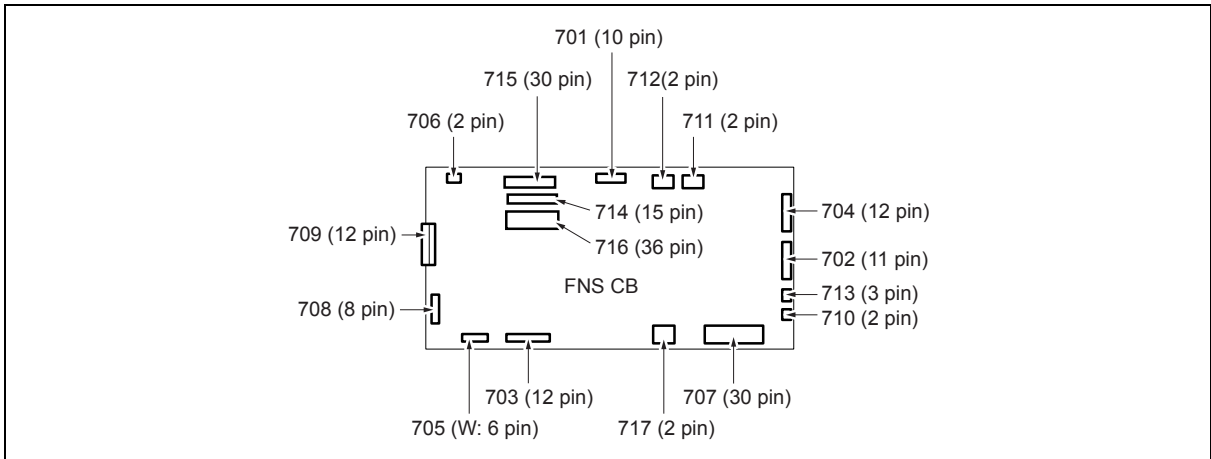 701 (10 pin)
715 (30 pin)
712(2 pin)
706 (2 pin)
711 (2 pin)
714 (15 pin)
704 (12 pin)
709 (12 pin)
716 (36 pin)
702 (11 pin)
FNS CB
713 (3 pin)
708 (8 pin)
710 (2 pin)
703 (12 pin)
707 (30 pin)
705 (W: 6 pin)
717 (2 pin)